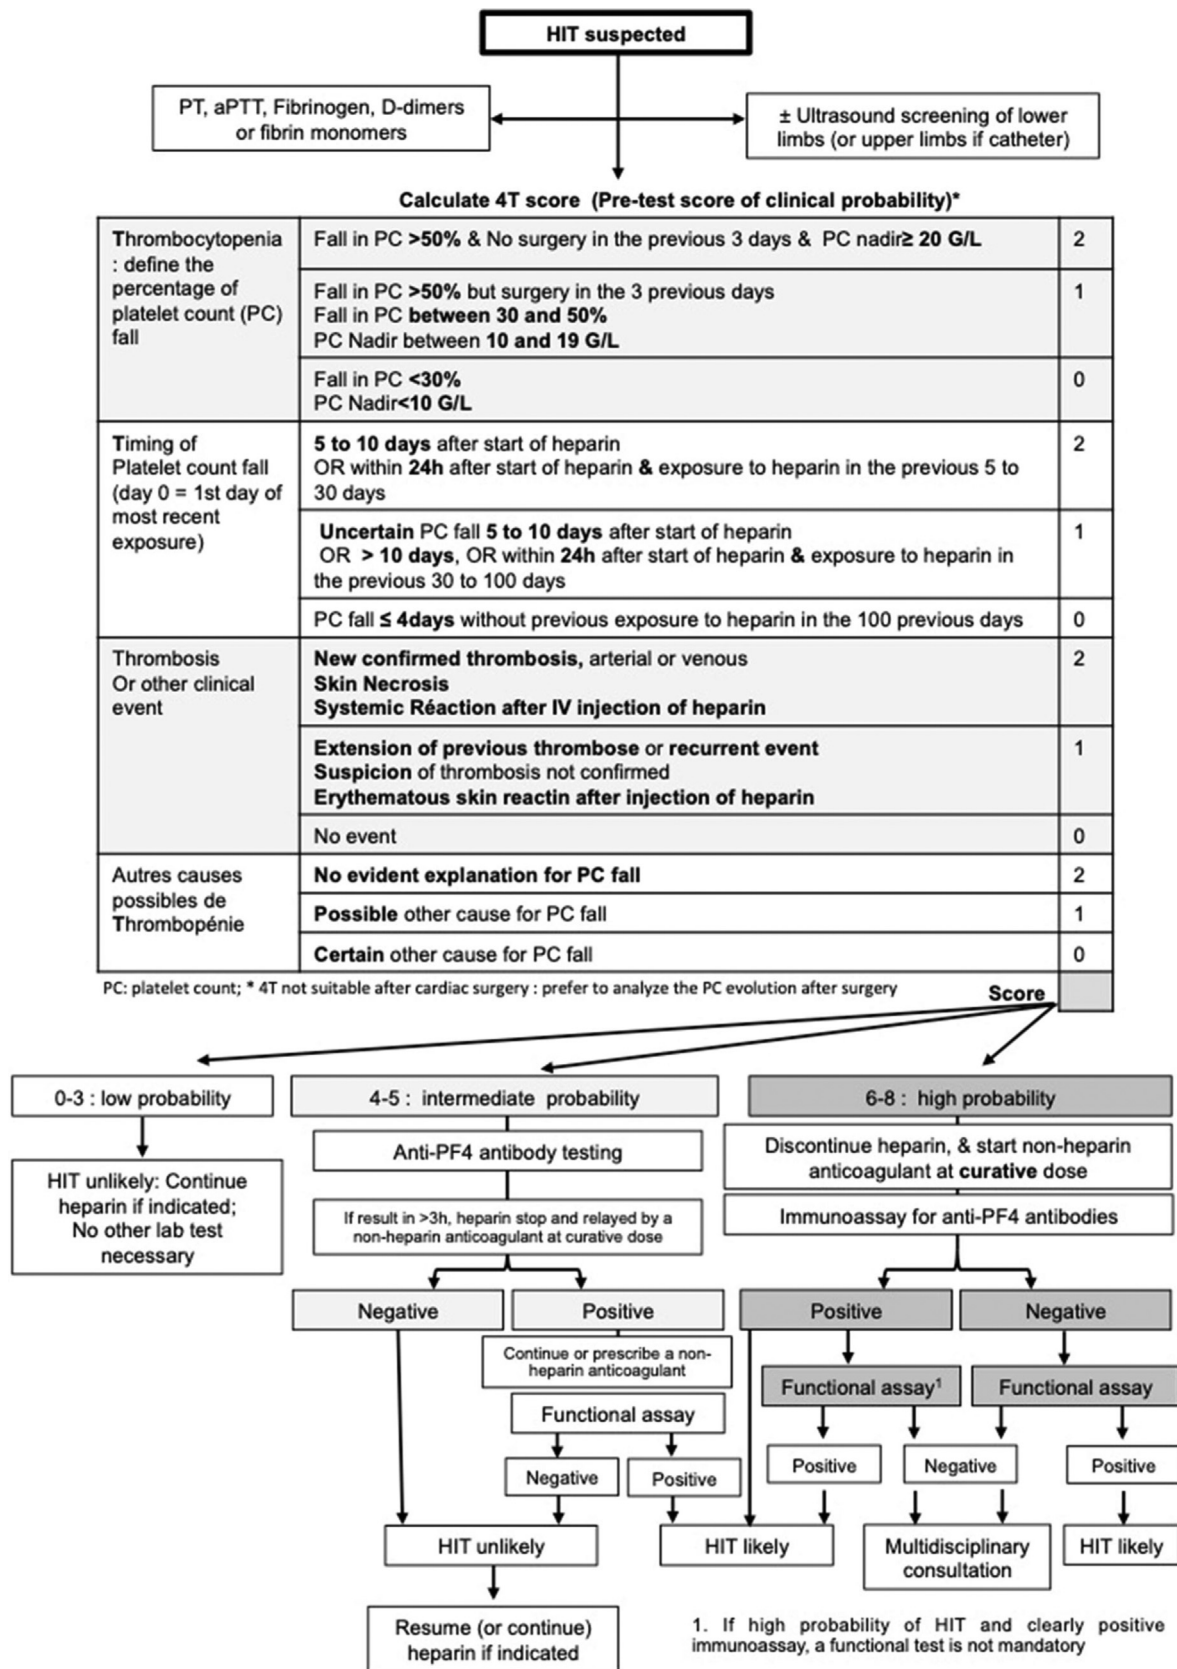 HIT suspected
PT, aPTT, Fibrinogen, D-dimers
or fibrin monomers
± Ultrasound screening of lower
limbs (or upper limbs if catheter)
Calculate 4T score (Pre-test score of clinical probability)*
Thrombocytopenia
: define the
percentage of
platelet count (PC)
fall
Fall in PC >50% & No surgery in the previous 3 days & PC nadir≥ 20 G/L
2
Fall in PC >50% but surgery in the 3 previous days
Fall in PC between 30 and 50%
PC Nadir between 10 and 19 G/L
1
Fall in PC <30%
PC Nadir<10 G/L
0
Timing of
Platelet count fall
(day 0 = 1st day of
most recent
exposure)
5 to 10 days after start of heparin
OR within 24h after start of heparin & exposure to heparin in the previous 5 to
30 days
2
Uncertain PC fall 5 to 10 days after start of heparin
OR > 10 days, OR within 24h after start of heparin & exposure to heparin in
the previous 30 to 100 days
1
PC fall ≤ 4days without previous exposure to heparin in the 100 previous days
0
Thrombosis
Or other clinical
event
New confirmed thrombosis, arterial or venous
Skin Necrosis
Systemic Réaction after IV injection of heparin
2
Extension of previous thrombose or recurrent event
Suspicion of thrombosis not confirmed
Erythematous skin reactin after injection of heparin
1
No event
0
Autres causes
possibles de
Thrombopénie
No evident explanation for PC fall
2
Possible other cause for PC fall
1
Certain other cause for PC fall
0
PC: platelet count; * 4T not suitable after cardiac surgery : prefer to analyze the PC evolution after surgery
Score
0-3 : low probability
4-5 : intermediate probability
6-8 : high probability
HIT unlikely: Continue
heparin if indicated;
No other lab test
necessary
Anti-PF4 antibody testing
If result in >3h, heparin stop and relayed by a
non-heparin anticoagulant at curative dose
Discontinue heparin, & start non-heparin
anticoagulant at curative dose
Immunoassay for anti-PF4 antibodies
Negative
Positive
Positive
Negative
Continue or prescribe a non-
heparin anticoagulant
Functional assay
Functional assay1
Functional assay
Negative
Positive
Positive
Negative
Positive
HIT unlikely
HIT likely
Multidisciplinary
consultation
HIT likely
Resume (or continue)
heparin if indicated
1. If high probability of HIT and clearly positive
immunoassay, a functional test is not mandatory